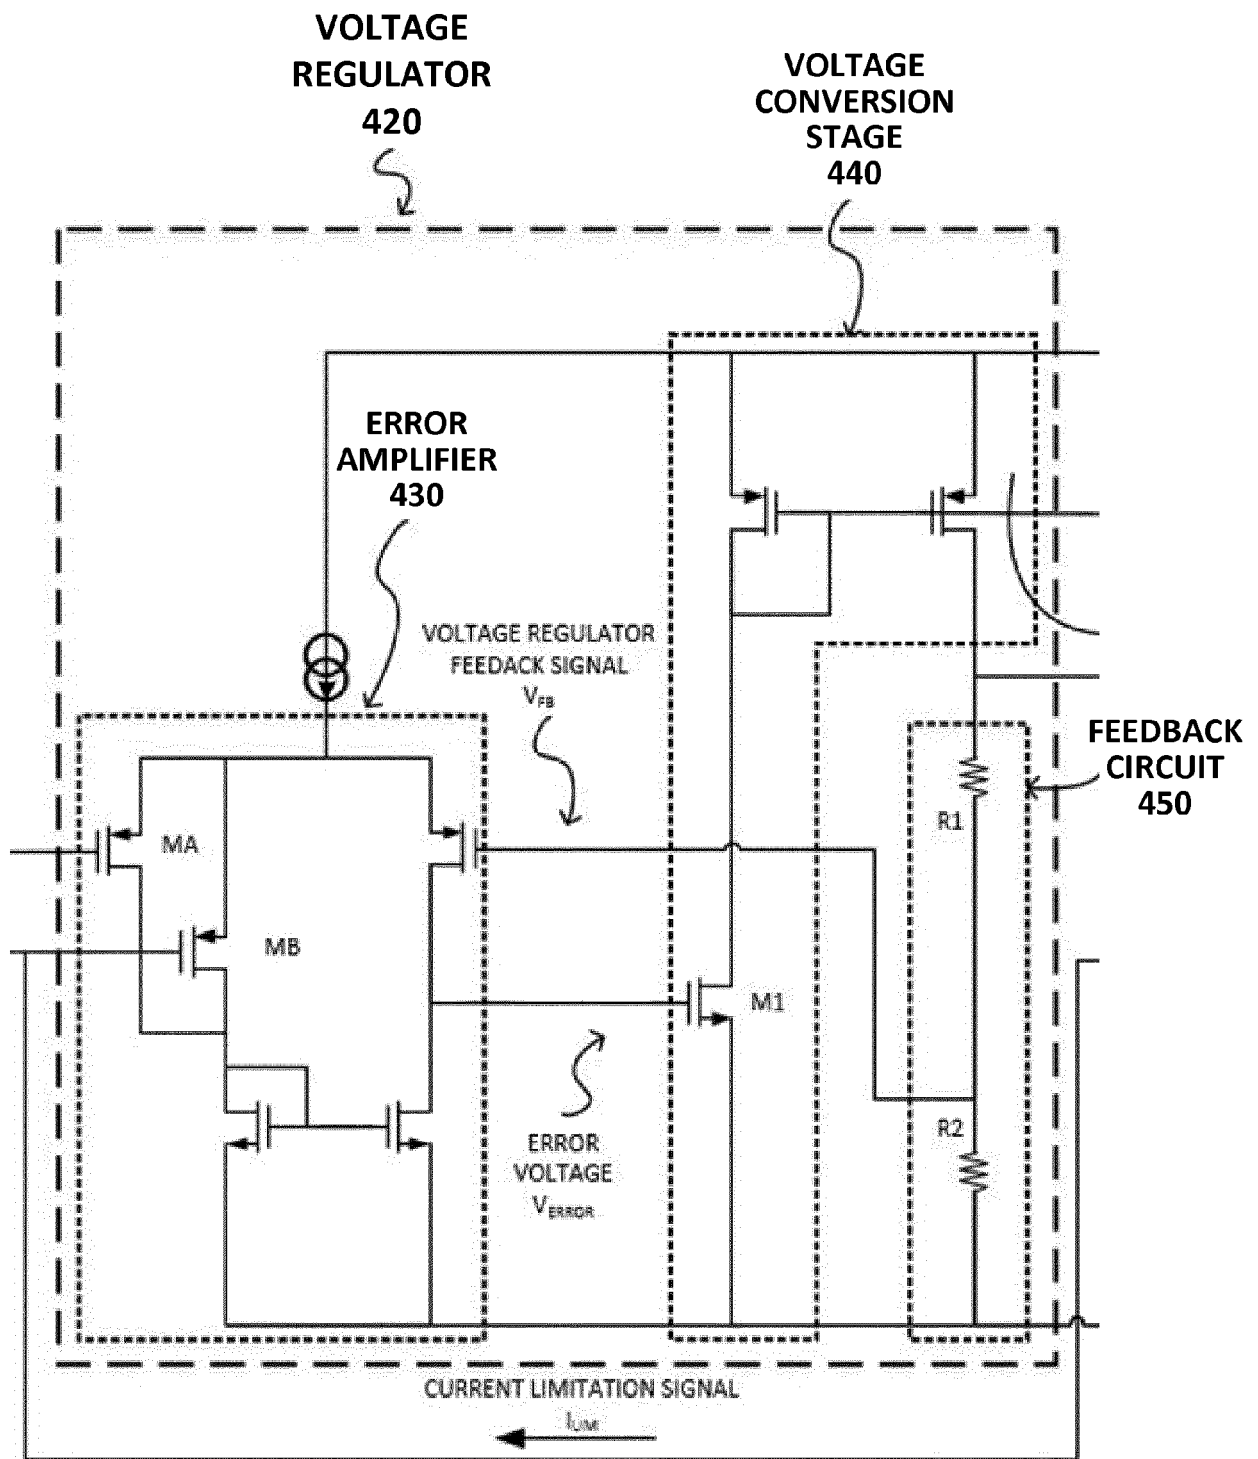 VOLTAGE
REGULATOR
420
VOLTAGE
CONVERSION
STAGE
440
ERROR
AMPLIFIER
430
VOLTAGE REGULATOR
FEEDACK SIGNAL
VFB
FEEDBACK
CIRCUIT
450
R1
MA
MB
M1
R2
ERROR
VOLTAGE
VERROR
CURRENT LIMITATION SIGNAL
ILIMI